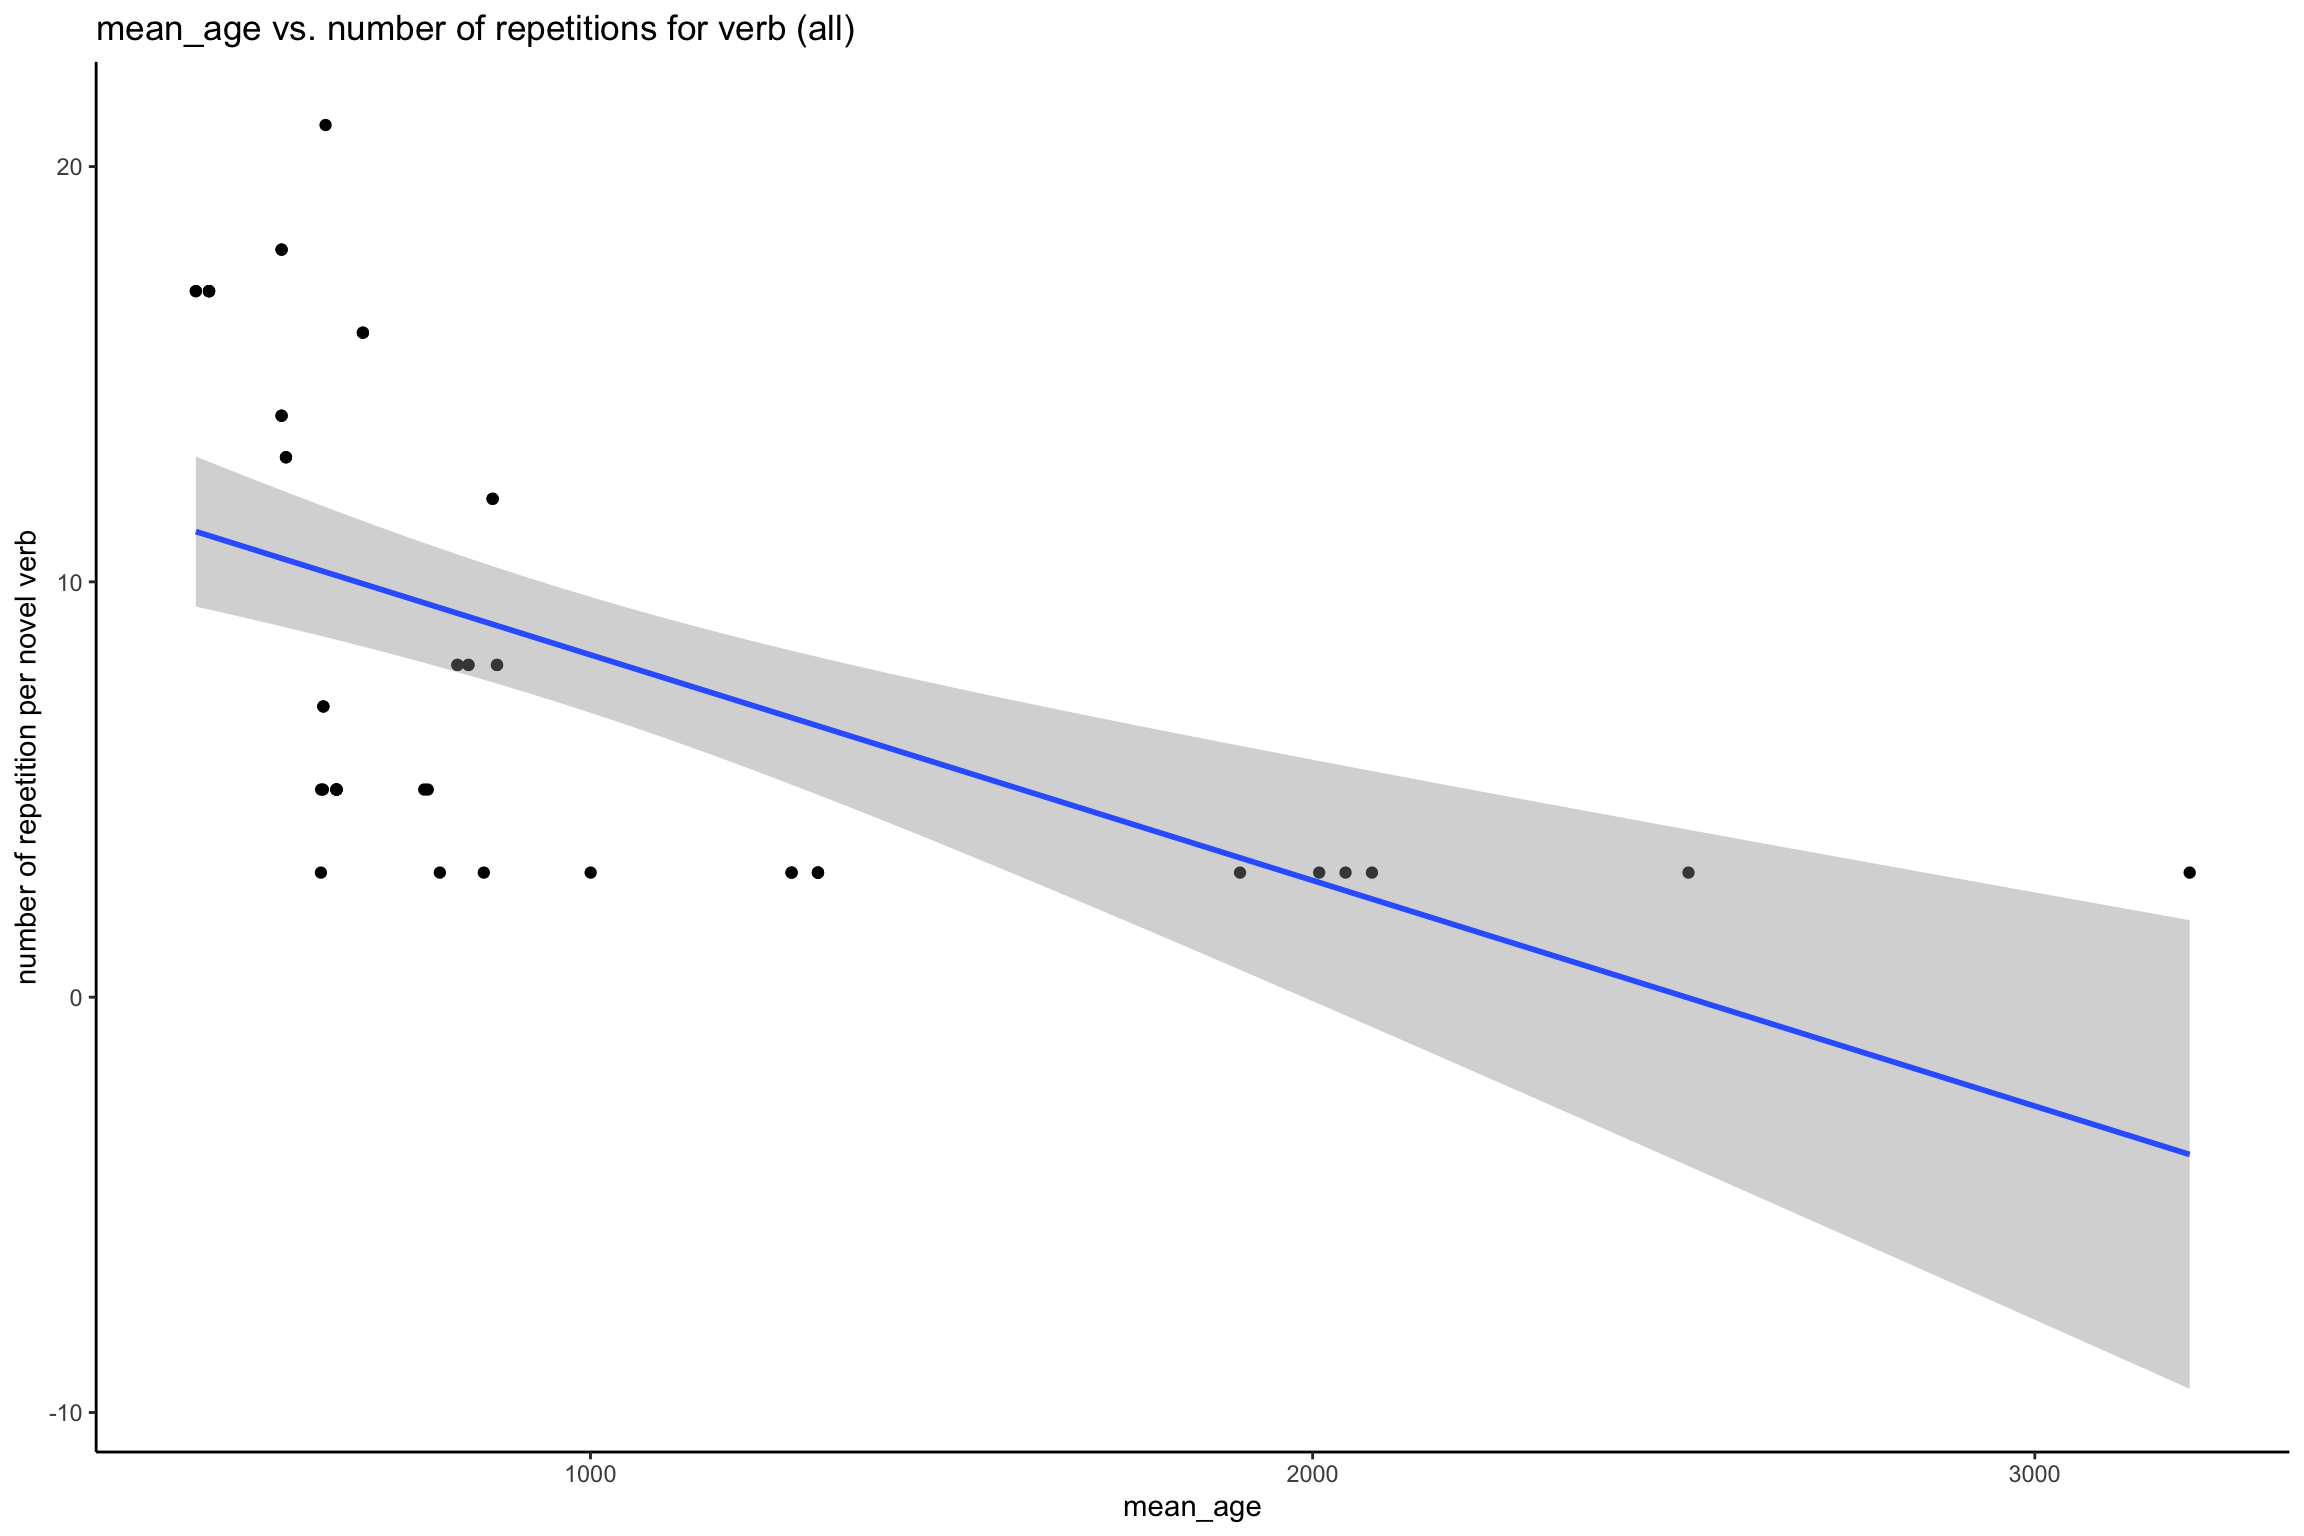 mean_age vs. number of repetitions for verb (all)
number of repetition per novel verb
20
10
0
-10
1000
2000
3000
mean_age